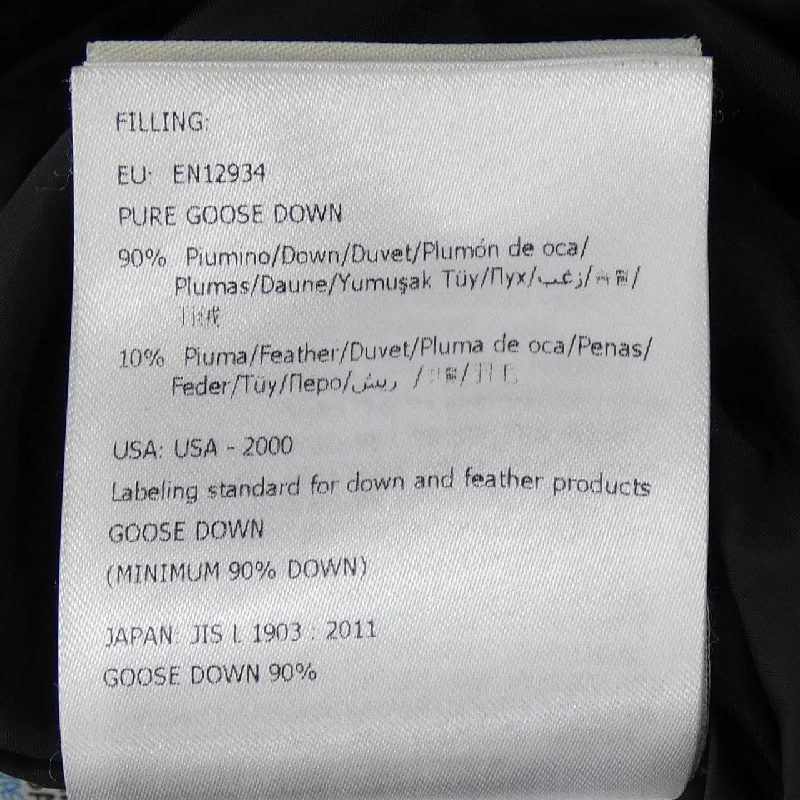 FILLING:
EU: EN12934
PURE GOOSE DOWN
90% Piumino/Down/Duvet/Plumón de oca/
Plumas/Daune/Yumuşak Tüy/Пух/زغب/
10% Piuma/Feather/Duvet/Pluma de oca/Penas/
Feder/Tüy/Перо/ريش /
USA: USA - 2000
Labeling standard for down and feather products
GOOSE DOWN
(MINIMUM 90% DOWN)
JAPAN: JIS L 1903 : 2011
GOOSE DOWN 90%